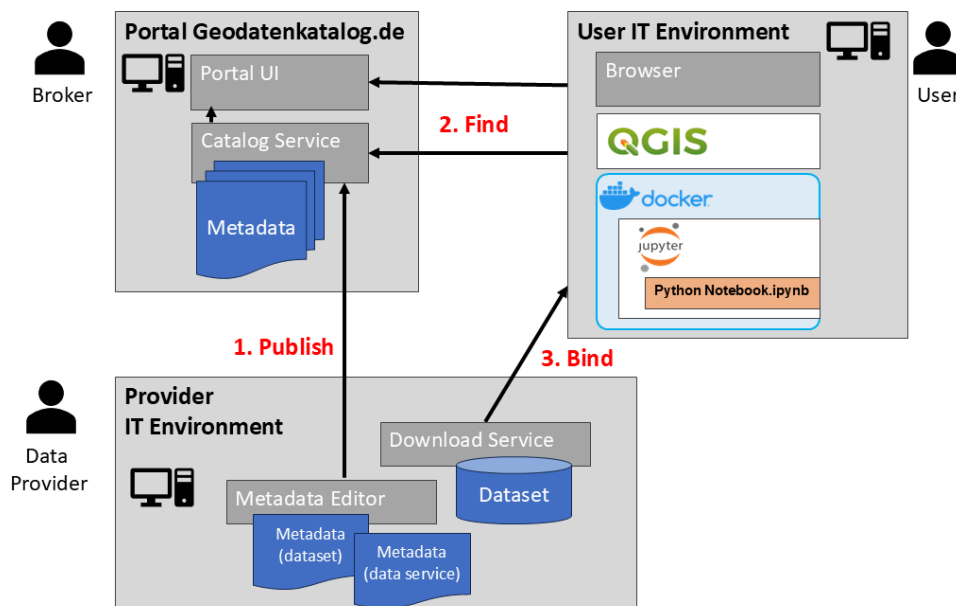 Portal Geodatenkatalog.de
Portal UI
Catalog Service
Metadata
Broker
User IT Environment
Browser
QGIS
docker
jupyter
Python Notebook.ipynb
User
2. Find
1. Publish
3. Bind
Provider
IT Environment
Data
Provider
Download Service
Dataset
Metadata Editor
Metadata
(dataset)
Metadata
(data service)